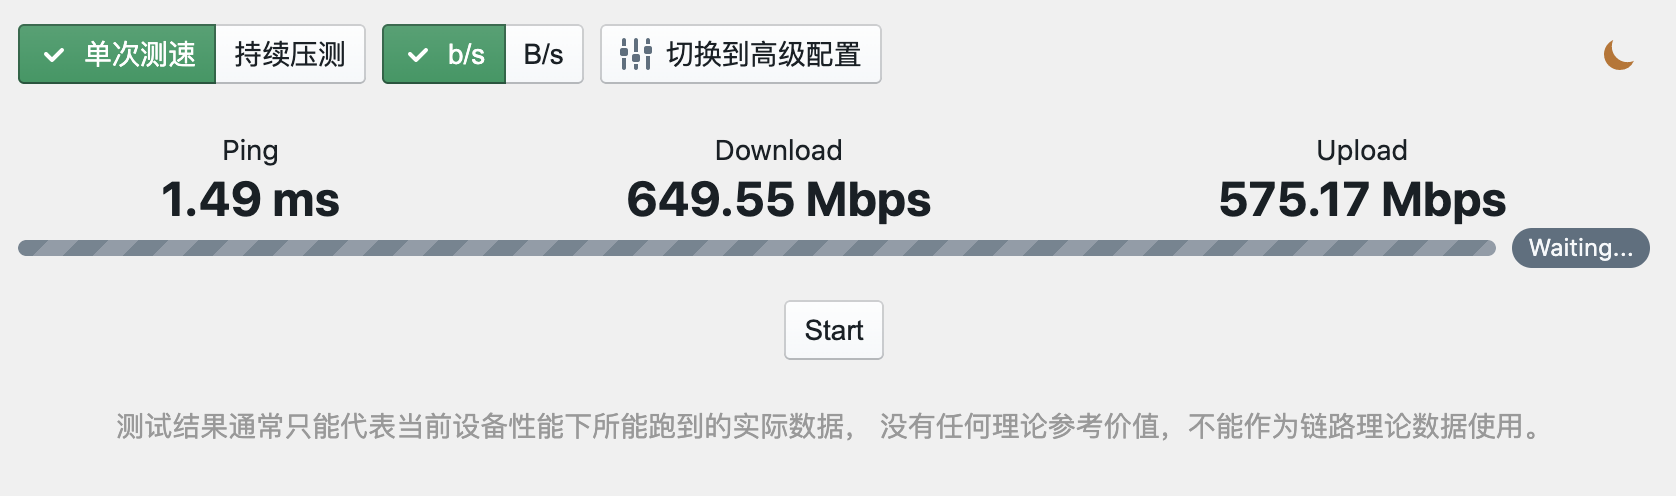 单次测速 持续压测 b/s B/s 切换到高级配置
Ping Download Upload
1.49 ms 649.55 Mbps 575.17 Mbps
Waiting...
Start
测试结果通常只能代表当前设备性能下所能跑到的实际数据， 没有任何理论参考价值，不能作为链路理论数据使用。